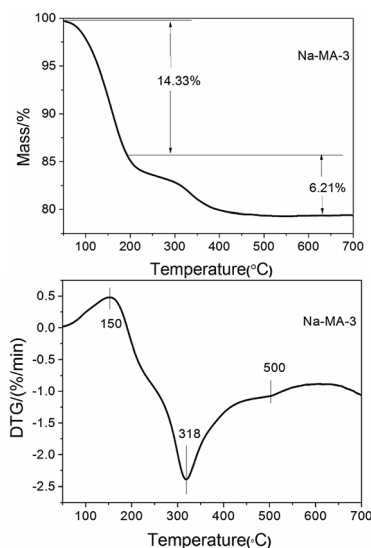 100
95
90
85
80
Mass/%
Na-MA-3
14.33%
6.21%
100 200 300 400 500 600 700
Temperature(°C)
0.5
0.0
-0.5
-1.0
-1.5
-2.0
-2.5
DTG/(%/min)
Na-MA-3
150
500
318
100 200 300 400 500 600 700
Temperature(°C)